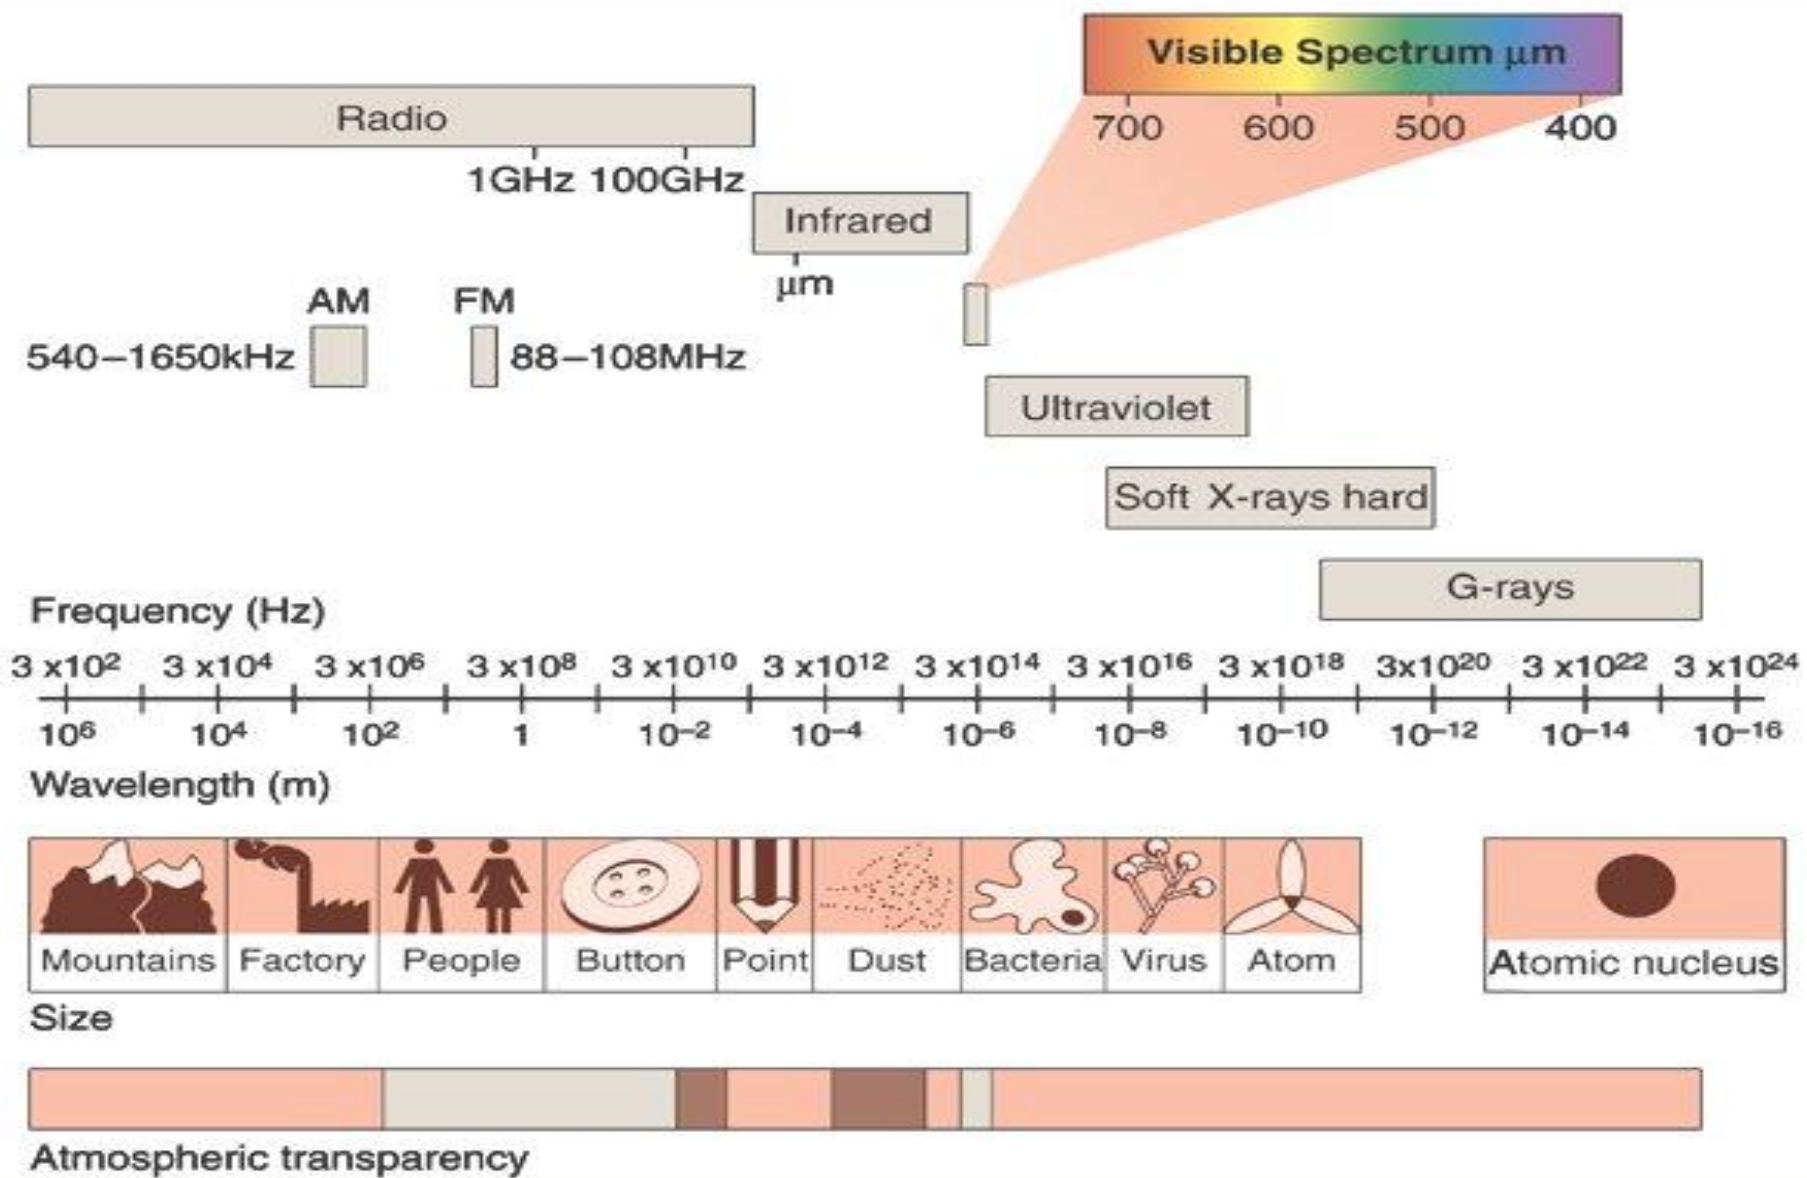 Visible Spectrum μm
700 600 500 400
Radio
1GHz 100GHz
Infrared
μm
AM FM
540–1650kHz 88–108MHz
Ultraviolet
Soft X-rays hard
G-rays
Frequency (Hz)
3 x10² 3 x10⁴ 3 x10⁶ 3 x10⁸ 3 x10¹⁰ 3 x10¹² 3 x10¹⁴ 3 x10¹⁶ 3 x10¹⁸ 3x10²⁰ 3 x10²² 3 x10²⁴
10⁶ 10⁴ 10² 1 10⁻² 10⁻⁴ 10⁻⁶ 10⁻⁸ 10⁻¹⁰ 10⁻¹² 10⁻¹⁴ 10⁻¹⁶
Wavelength (m)
Mountains Factory People Button Point Dust Bacteria Virus Atom Atomic nucleus
Size
Atmospheric transparency